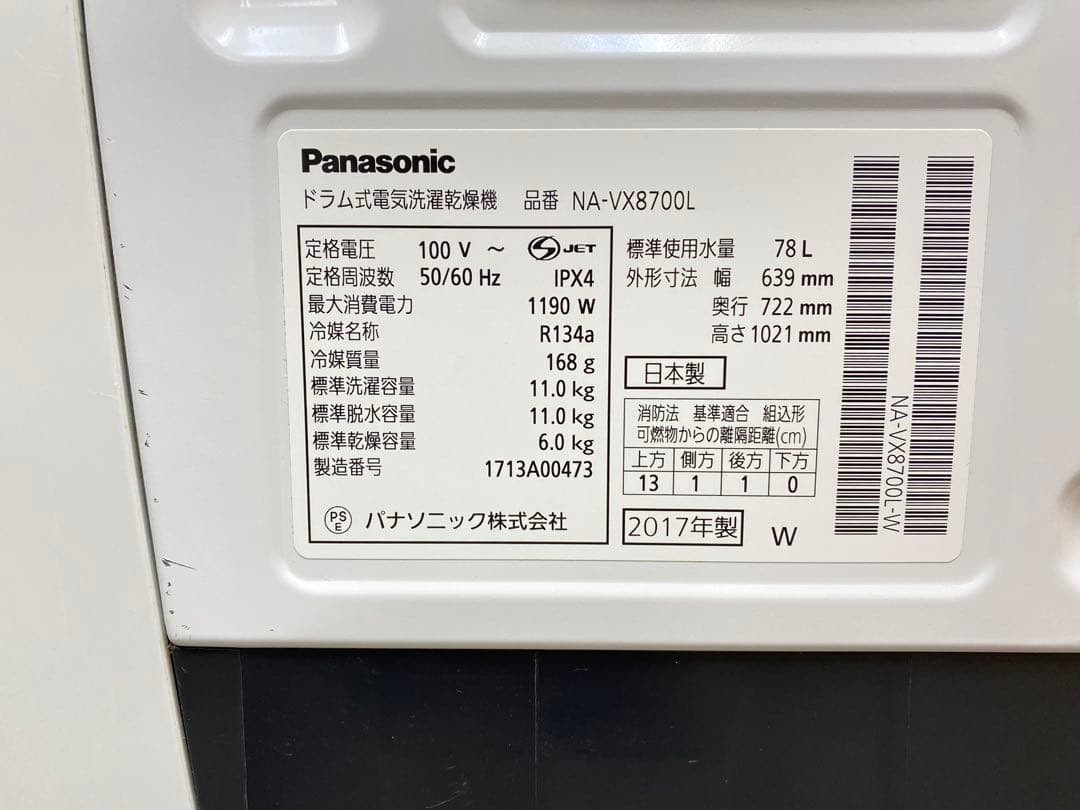 Panasonic
ドラム式電気洗濯乾燥機 品番 NA-VX8700L
定格電圧 100 V ～ S JET
定格周波数 50/60 Hz IPX4
最大消費電力 1190 W
冷媒名称 R134a
冷媒質量 168 g
標準洗濯容量 11.0 kg
標準脱水容量 11.0 kg
標準乾燥容量 6.0 kg
製造番号 1713A00473
PS E パナソニック株式会社
標準使用水量 78 L
外形寸法 幅 639 mm
奥行 722 mm
高さ 1021 mm
日本製
消防法 基準適合 組込形
可燃物からの離隔距離(cm)
上方 側方 後方 下方
13 1 1 0
2017年製 W
NA-VX8700L-W